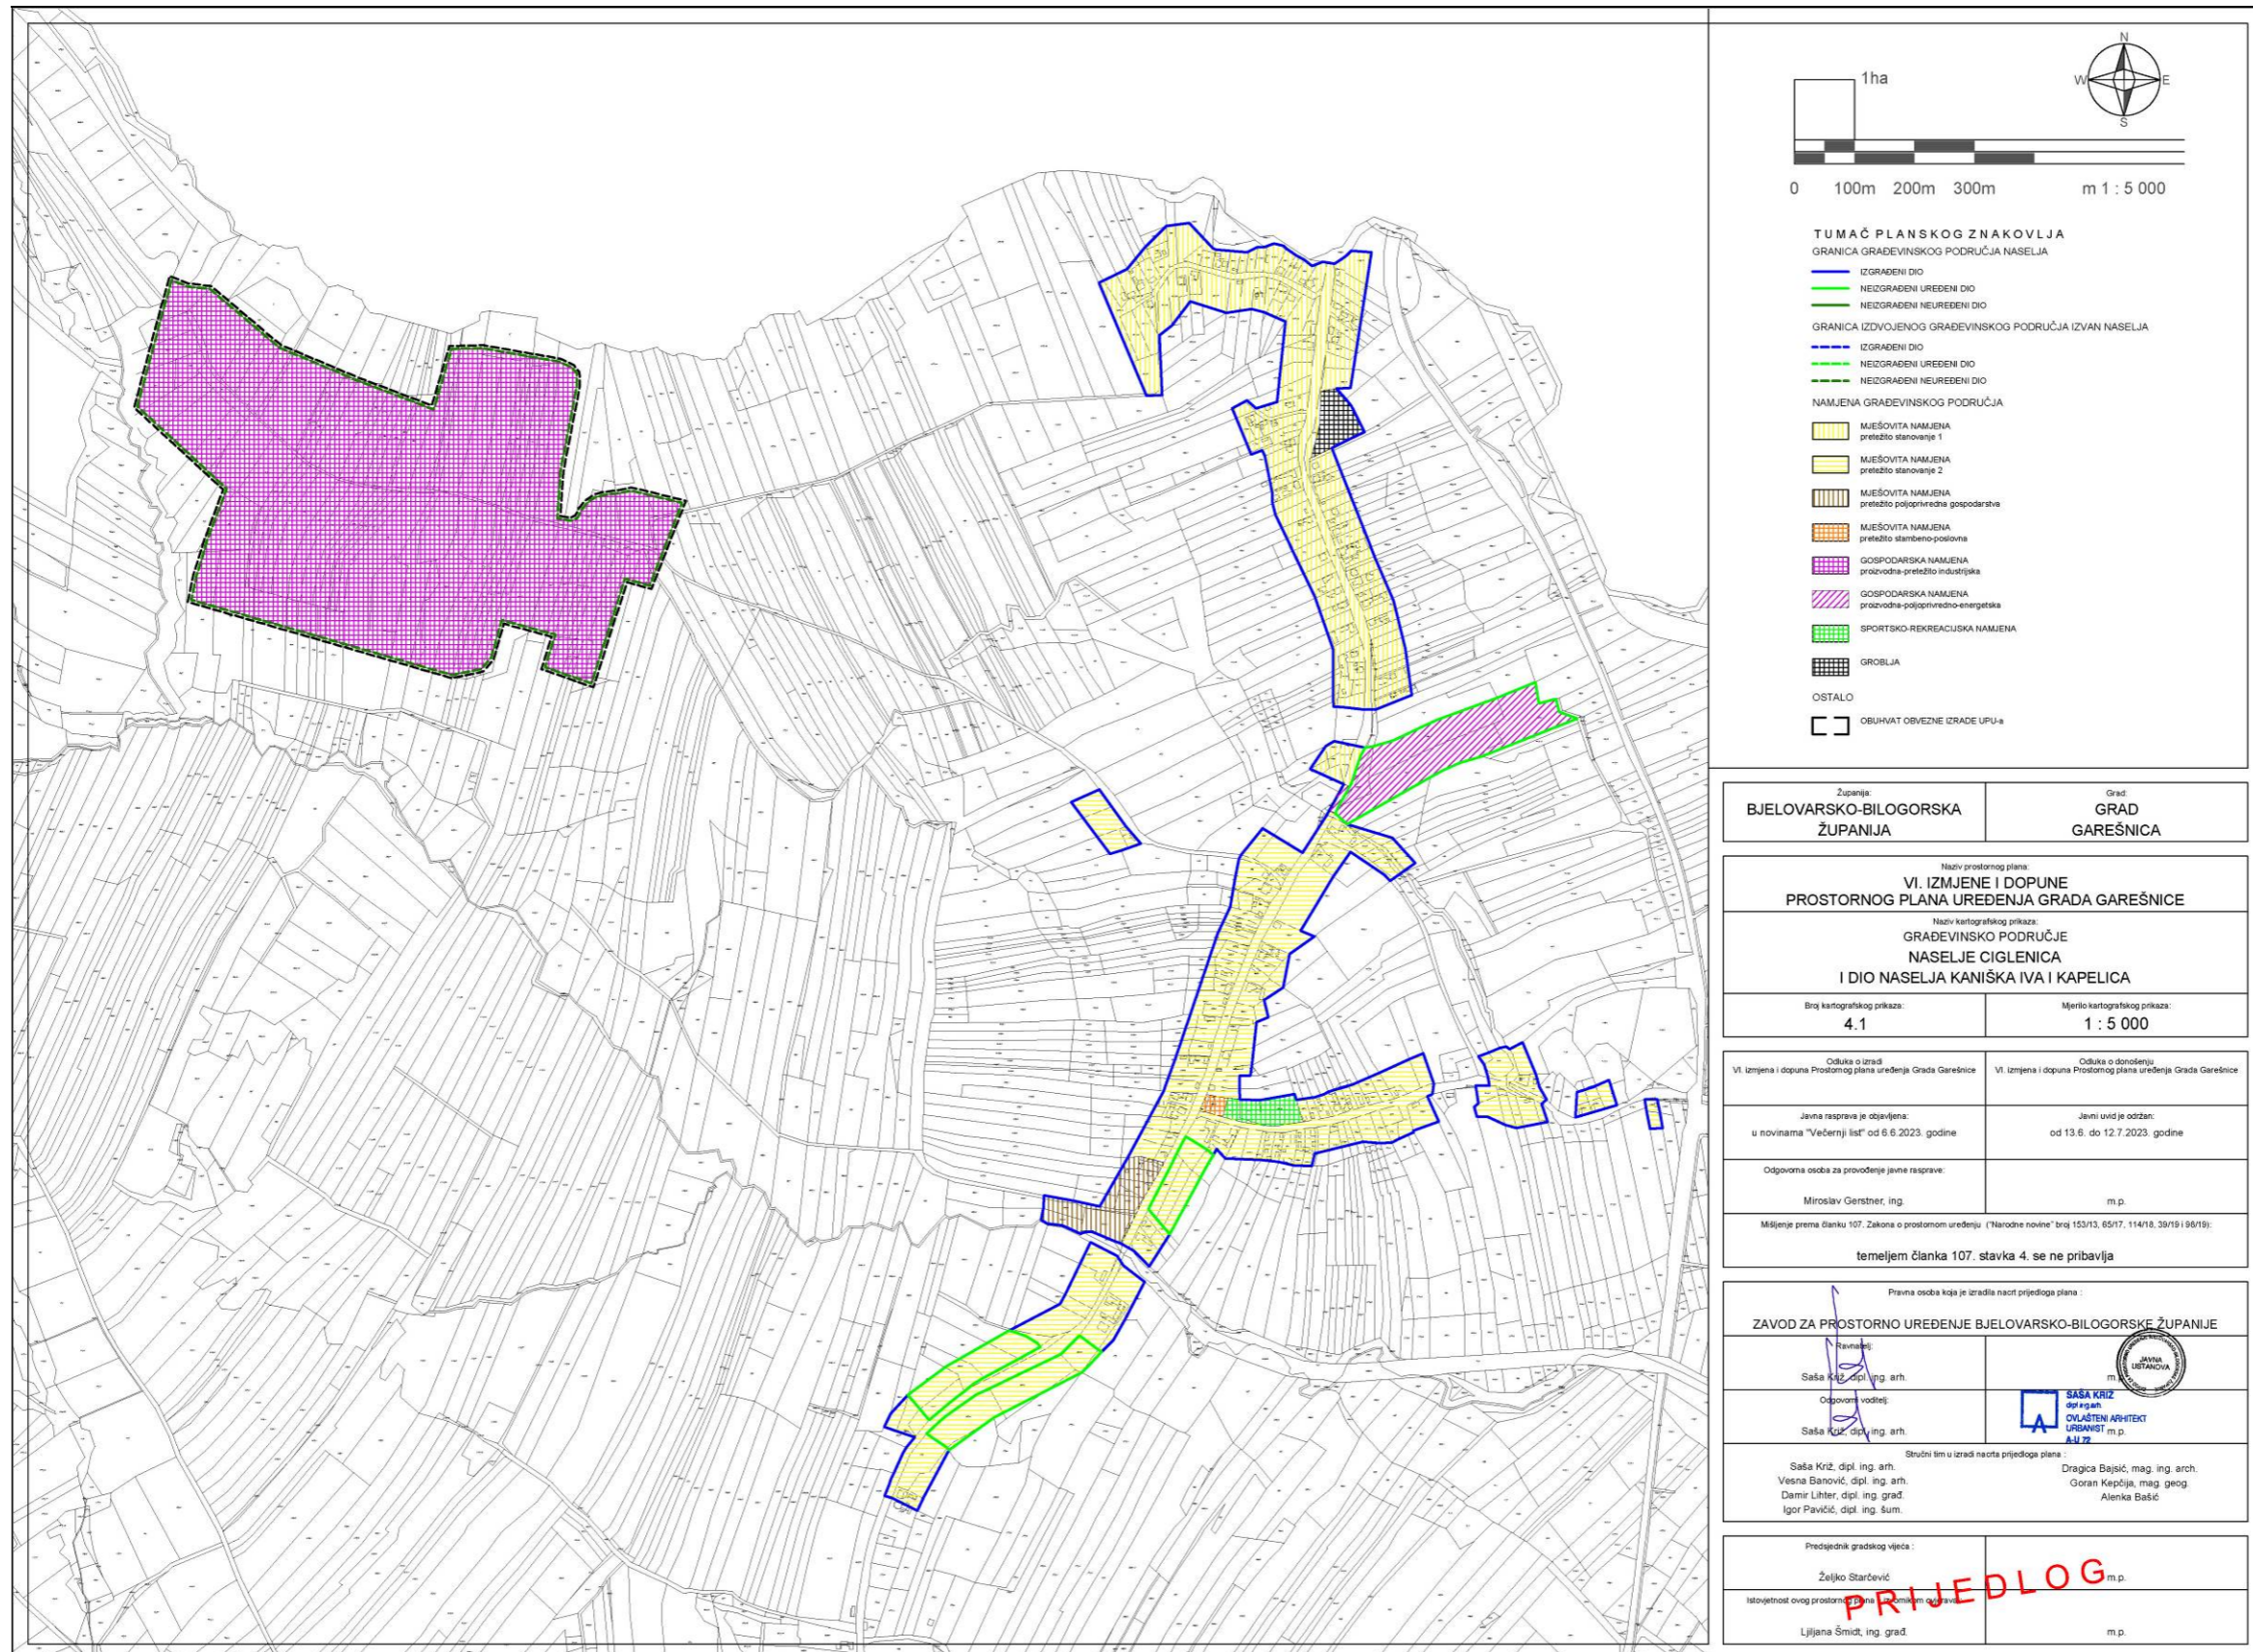 N
W
E
S
1ha
0 100m 200m 300m m 1 : 5 000
TUMAČ PLANSKOG ZNAKOVLJA
GRANICA GRAĐEVINSKOG PODRUČJA NASELJA
IZGRAĐENI DIO
NEIZGRAĐENI UREĐENI DIO
NEIZGRAĐENI NEUREĐENI DIO
GRANICA IZDVOJENOG GRAĐEVINSKOG PODRUČJA IZVAN NASELJA
IZGRAĐENI DIO
NEIZGRAĐENI UREĐENI DIO
NEIZGRAĐENI NEUREĐENI DIO
NAMJENA GRAĐEVINSKOG PODRUČJA
MJEŠOVITA NAMJENA
pretežito stanovanje 1
MJEŠOVITA NAMJENA
pretežito stanovanje 2
MJEŠOVITA NAMJENA
pretežito poljoprivredna gospodarstva
MJEŠOVITA NAMJENA
pretežito stambeno-poslovna
GOSPODARSKA NAMJENA
proizvodna-pretežito industrijska
GOSPODARSKA NAMJENA
proizvodna-poljoprivredno-energetska
SPORTSKO-REKREACIJSKA NAMJENA
GROBLJA
OSTALO
OBUHVAT OBVEZNE IZRADE UPU-a
Županija:
BJELOVARSKO-BILOGORSKA
ŽUPANIJA
Grad:
GRAD
GAREŠNICA
Naziv prostornog plana:
VI. IZMJENE I DOPUNE
PROSTORNOG PLANA UREĐENJA GRADA GAREŠNICE
Naziv kartografskog prikaza:
GRAĐEVINSKO PODRUČJE
NASELJE CIGLENICA
I DIO NASELJA KANIŠKA IVA I KAPELICA
Broj kartografskog prikaza:
4.1
Mjerilo kartografskog prikaza:
1 : 5 000
Odluka o izradi
VI. izmjena i dopuna Prostornog plana uređenja Grada Garešnice
Odluka o donošenju
VI. izmjena i dopuna Prostornog plana uređenja Grada Garešnice
Javna rasprava je objavljena:
u novinama "Večernji list" od 6.6.2023. godine
Javni uvid je održan:
od 13.6. do 12.7.2023. godine
Odgovorna osoba za provođenje javne rasprave:
Miroslav Gerstner, ing.
m.p.
Mišljenje prema članku 107. Zakona o prostornom uređenju ("Narodne novine" broj 153/13, 65/17, 114/18, 39/19 i 98/19):
temeljem članka 107. stavka 4. se ne pribavlja
Pravna osoba koja je izradila nacrt prijedloga plana :
ZAVOD ZA PROSTORNO UREĐENJE BJELOVARSKO-BILOGORSKE ŽUPANIJE
Ravnatelj:
Saša Križ, dipl. ing. arh.
m.p.
JAVNA
USTANOVA
Odgovorni voditelj:
Saša Križ, dipl. ing. arh.
SAŠA KRIŽ
dipl.ing.arh.
OVLAŠTENI ARHITEKT
URBANIST
A-U 72
m.p.
Stručni tim u izradi nacrta prijedloga plana :
Saša Križ, dipl. ing. arh.
Vesna Banović, dipl. ing. arh.
Damir Lihter, dipl. ing. građ.
Igor Pavičić, dipl. ing. šum.
Dragica Bajsić, mag. ing. arch.
Goran Kepčija, mag. geog.
Alenka Bašić
Predsjednik gradskog vijeća :
Željko Starčević
m.p.
PRIJEDLOG
Istovjetnost ovog prostornog plana
Ljiljana Šmidt, ing. građ.
m.p.